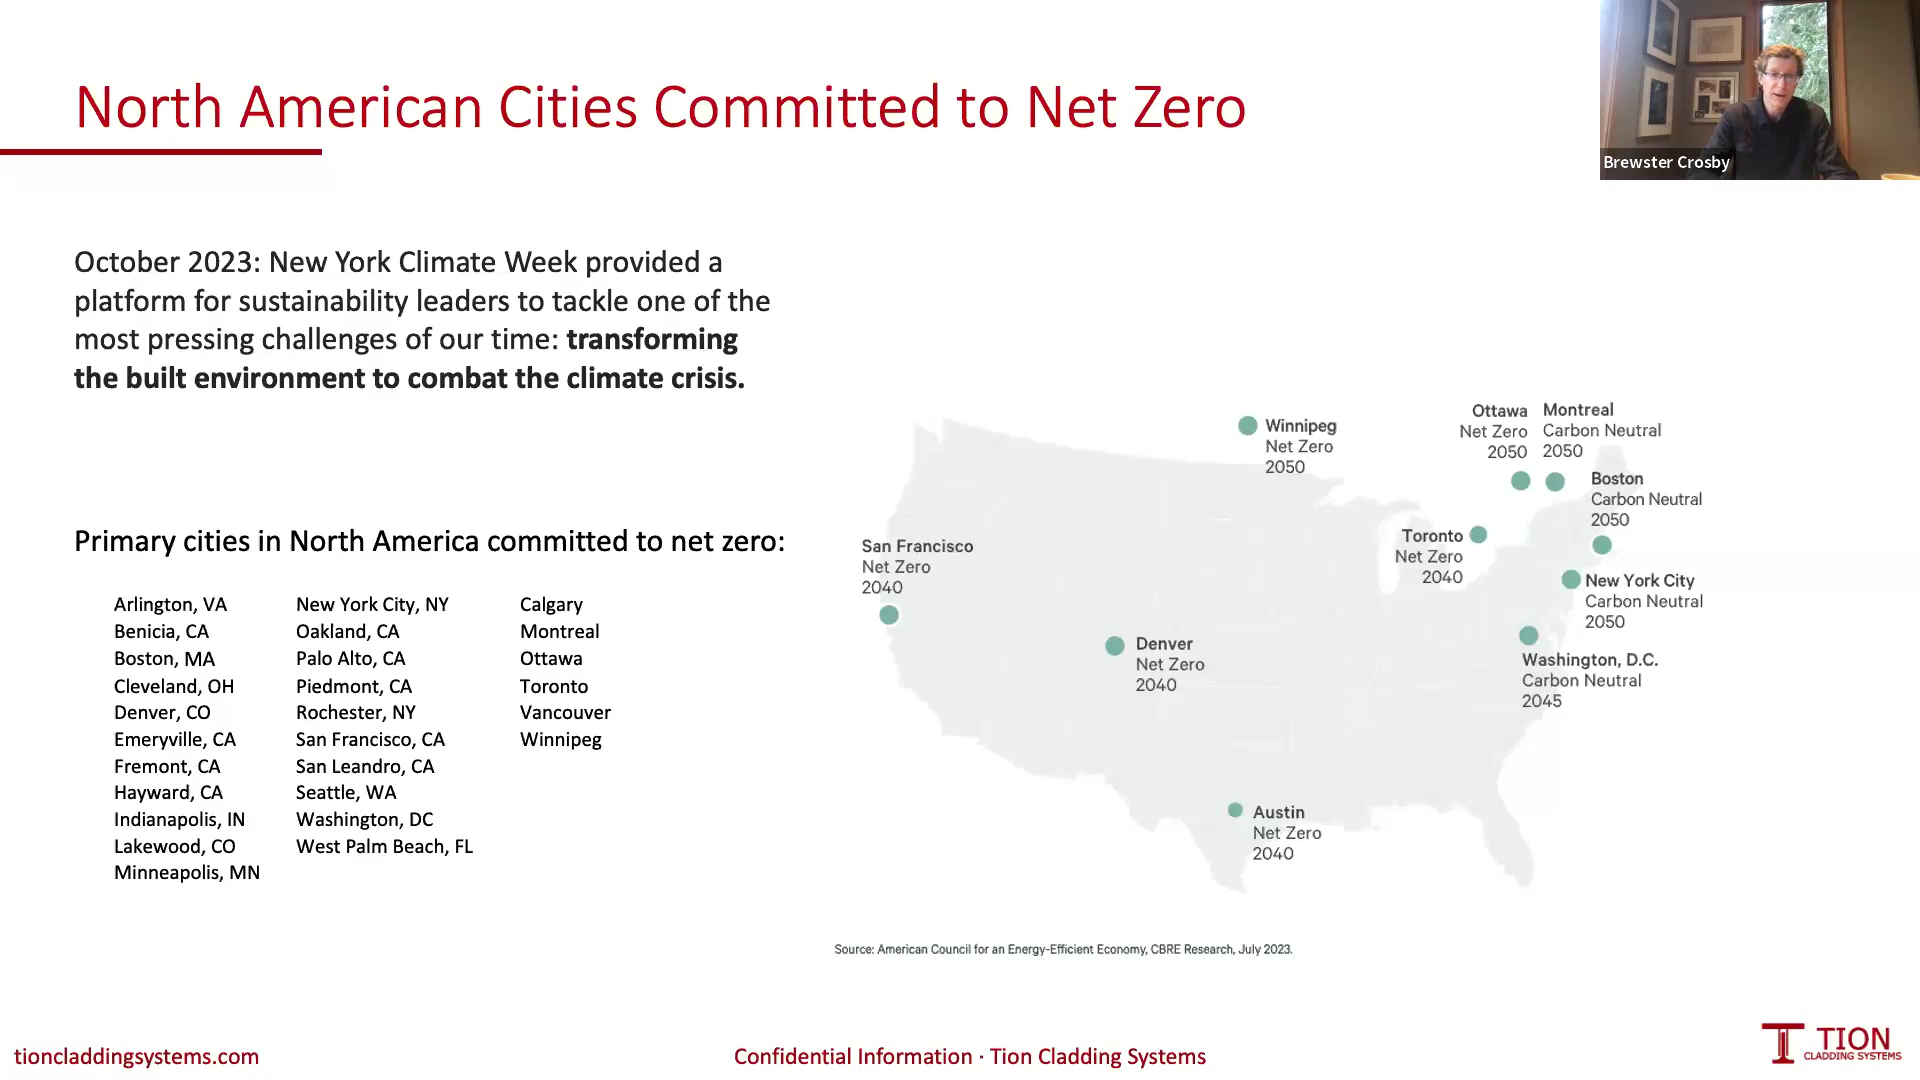 North American Cities Committed to Net Zero
Brewster Crosby
October 2023: New York Climate Week provided a
platform for sustainability leaders to tackle one of the
most pressing challenges of our time: transforming
the built environment to combat the climate crisis.
Primary cities in North America committed to net zero:
Arlington, VA
Benicia, CA
Boston, MA
Cleveland, OH
Denver, CO
Emeryville, CA
Fremont, CA
Hayward, CA
Indianapolis, IN
Lakewood, CO
Minneapolis, MN
New York City, NY
Oakland, CA
Palo Alto, CA
Piedmont, CA
Rochester, NY
San Francisco, CA
San Leandro, CA
Seattle, WA
Washington, DC
West Palm Beach, FL
Calgary
Montreal
Ottawa
Toronto
Vancouver
Winnipeg
Winnipeg
Net Zero
2050
Ottawa
Net Zero
2050
Montreal
Carbon Neutral
2050
Boston
Carbon Neutral
2050
Toronto
Net Zero
2040
San Francisco
Net Zero
2040
New York City
Carbon Neutral
2050
Denver
Net Zero
2040
Washington, D.C.
Carbon Neutral
2045
Austin
Net Zero
2040
Source: American Council for an Energy-Efficient Economy, CBRE Research, July 2023.
tioncladdingsystems.com
Confidential Information · Tion Cladding Systems
TION
CLADDING SYSTEMS